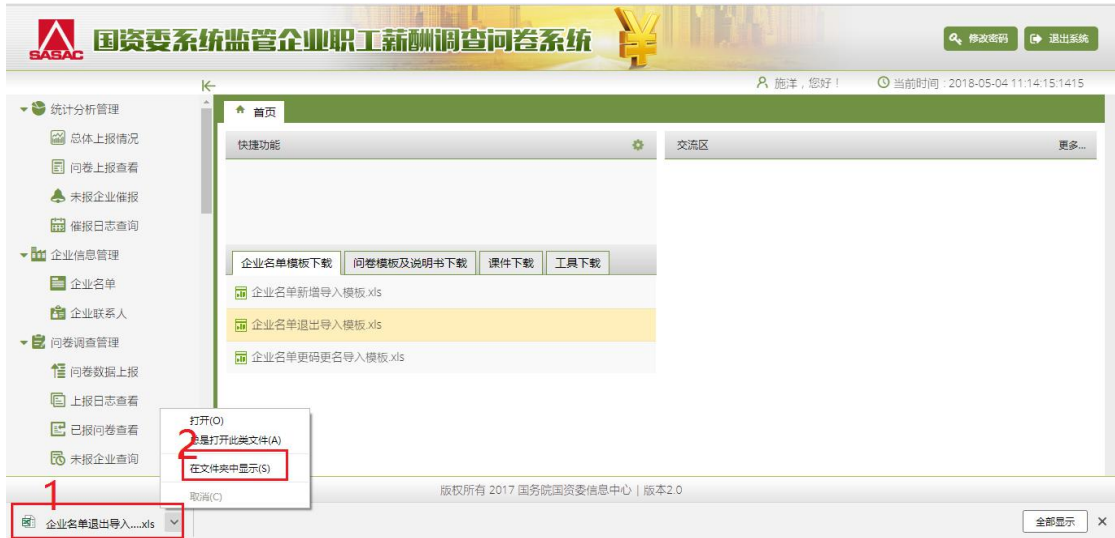 SASAC
国资委系统监管企业职工薪酬调查问卷系统
修改密码 退出系统
施洋，您好！ 当前时间：2018-05-04 11:14:15:1415
统计分析管理
总体上报情况
问卷上报查看
未报企业催报
催报日志查询
企业信息管理
企业名单
企业联系人
问卷调查管理
问卷数据上报
上报日志查看
已报问卷查看
未报企业查询
首页
快捷功能
交流区 更多...
企业名单模板下载 问卷模板及说明书下载 课件下载 工具下载
企业名单新增导入模板.xls
企业名单退出导入模板.xls
企业名单更码更名导入模板.xls
打开(O)
是打开此类文件(A)
2
在文件夹中显示(S)
取消(C)
1
版权所有 2017 国务院国资委信息中心 | 版本2.0
企业名单退出导入....xls
全部显示